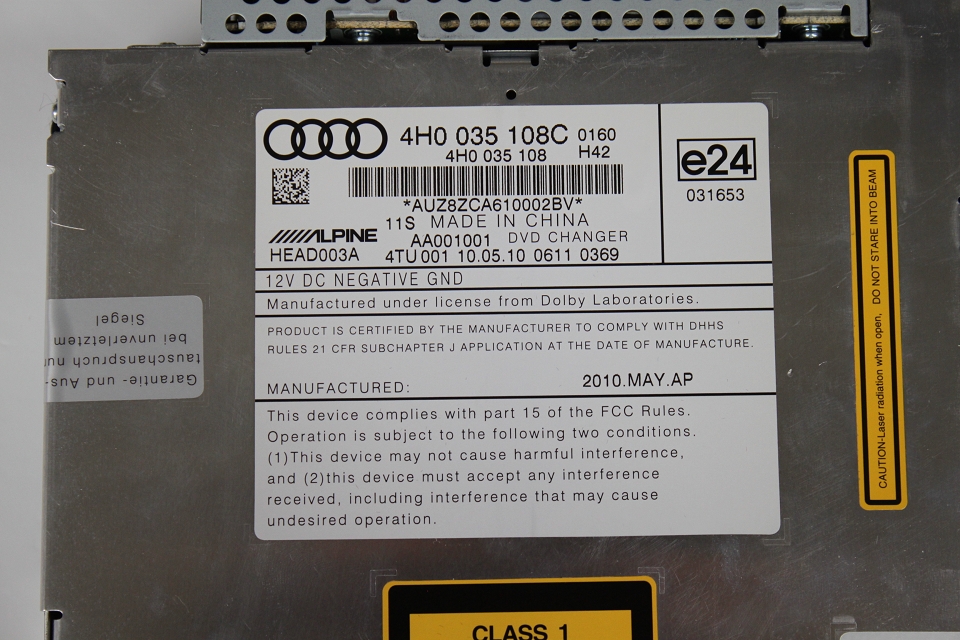 4H0 035 108C 0160
4H0 035 108 H42
*AUZ8ZCA610002BV*
11S MADE IN CHINA
ALPINE AA001001 DVD CHANGER
HEAD003A 4TU 001 10.05.10 0611 0369
e24
031653
12V DC NEGATIVE GND
Manufactured under license from Dolby Laboratories.
PRODUCT IS CERTIFIED BY THE MANUFACTURER TO COMPLY WITH DHHS
RULES 21 CFR SUBCHAPTER J APPLICATION AT THE DATE OF MANUFACTURE.
MANUFACTURED: 2010.MAY.AP
This device complies with part 15 of the FCC Rules.
Operation is subject to the following two conditions.
(1)This device may not cause harmful interference,
and (2)this device must accept any interference
received, including interference that may cause
undesired operation.
Garantie- und Aus-
tauschanspruch nur
bei unverletztem
Siegel
CAUTION-Laser radiation when open, DO NOT STARE INTO BEAM
CLASS 1